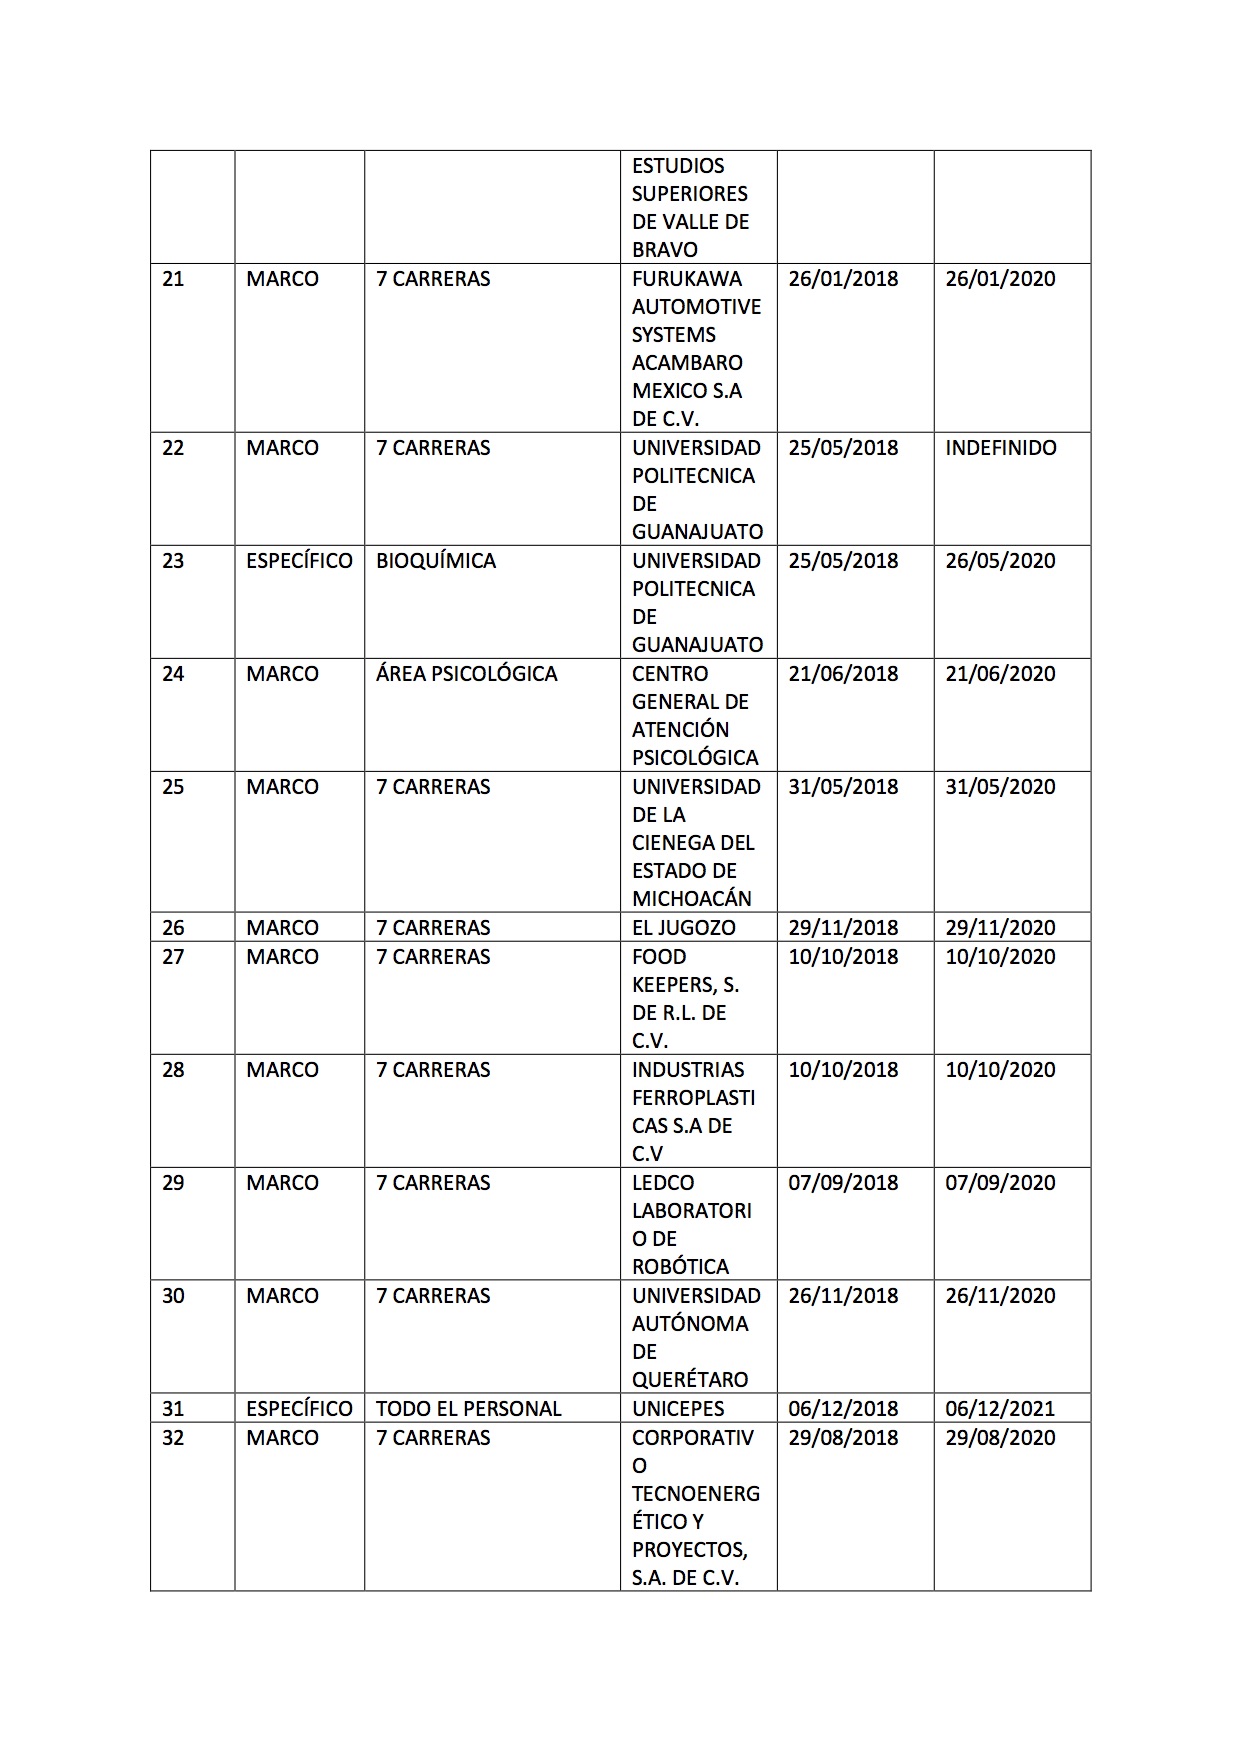 ESTUDIOS
SUPERIORES
DE VALLE DE
BRAVO
21 MARCO 7 CARRERAS FURUKAWA 26/01/2018 26/01/2020
AUTOMOTIVE
SYSTEMS
ACAMBARO
MEXICO S.A
DE C.V.
22 MARCO 7 CARRERAS UNIVERSIDAD 25/05/2018 INDEFINIDO
POLITECNICA
DE
GUANAJUATO
23 ESPECÍFICO BIOQUÍMICA UNIVERSIDAD 25/05/2018 26/05/2020
POLITECNICA
DE
GUANAJUATO
24 MARCO ÁREA PSICOLÓGICA CENTRO 21/06/2018 21/06/2020
GENERAL DE
ATENCIÓN
PSICOLÓGICA
25 MARCO 7 CARRERAS UNIVERSIDAD 31/05/2018 31/05/2020
DE LA
CIENEGA DEL
ESTADO DE
MICHOACÁN
26 MARCO 7 CARRERAS EL JUGOZO 29/11/2018 29/11/2020
27 MARCO 7 CARRERAS FOOD 10/10/2018 10/10/2020
KEEPERS, S.
DE R.L. DE
C.V.
28 MARCO 7 CARRERAS INDUSTRIAS 10/10/2018 10/10/2020
FERROPLASTI
CAS S.A DE
C.V
29 MARCO 7 CARRERAS LEDCO 07/09/2018 07/09/2020
LABORATORI
O DE
ROBÓTICA
30 MARCO 7 CARRERAS UNIVERSIDAD 26/11/2018 26/11/2020
AUTÓNOMA
DE
QUERÉTARO
31 ESPECÍFICO TODO EL PERSONAL UNICEPES 06/12/2018 06/12/2021
32 MARCO 7 CARRERAS CORPORATIV 29/08/2018 29/08/2020
O
TECNOENERG
ÉTICO Y
PROYECTOS,
S.A. DE C.V.